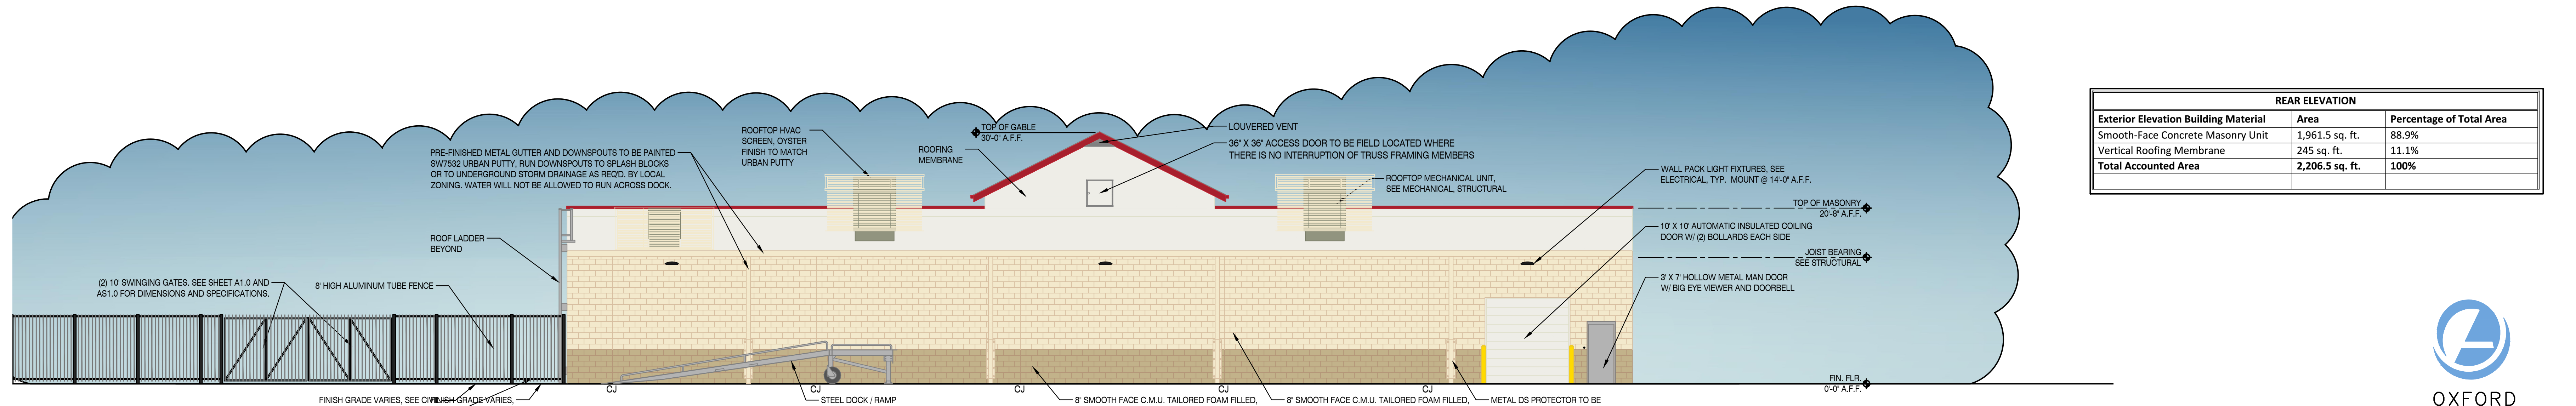 TOP OF GABLE
30'-0" A.F.F.
LOUVERED VENT
ROOFTOP HVAC
SCREEN, OYSTER
FINISH TO MATCH
URBAN PUTTY
36" X 36" ACCESS DOOR TO BE FIELD LOCATED WHERE
THERE IS NO INTERRUPTION OF TRUSS FRAMING MEMBERS
ROOFING
MEMBRANE
PRE-FINISHED METAL GUTTER AND DOWNSPOUTS TO BE PAINTED
SW7532 URBAN PUTTY, RUN DOWNSPOUTS TO SPLASH BLOCKS
OR TO UNDERGROUND STORM DRAINAGE AS REQ'D. BY LOCAL
ZONING. WATER WILL NOT BE ALLOWED TO RUN ACROSS DOCK.
ROOFTOP MECHANICAL UNIT,
SEE MECHANICAL, STRUCTURAL
WALL PACK LIGHT FIXTURES, SEE
ELECTRICAL, TYP. MOUNT @ 14'-0" A.F.F.
TOP OF MASONRY
20'-8" A.F.F.
10' X 10' AUTOMATIC INSULATED COILING
DOOR W/ (2) BOLLARDS EACH SIDE
ROOF LADDER
BEYOND
JOIST BEARING
SEE STRUCTURAL
3' X 7' HOLLOW METAL MAN DOOR
W/ BIG EYE VIEWER AND DOORBELL
(2) 10' SWINGING GATES. SEE SHEET A1.0 AND
AS1.0 FOR DIMENSIONS AND SPECIFICATIONS.
8' HIGH ALUMINUM TUBE FENCE
FIN. FLR.
0'-0" A.F.F.
CJ CJ CJ CJ CJ
FINISH GRADE VARIES, SEE CIVIL
FINISH GRADE VARIES,
STEEL DOCK / RAMP
8" SMOOTH FACE C.M.U. TAILORED FOAM FILLED,
8" SMOOTH FACE C.M.U. TAILORED FOAM FILLED,
METAL DS PROTECTOR TO BE
REAR ELEVATION
Exterior Elevation Building Material Area Percentage of Total Area
Smooth-Face Concrete Masonry Unit 1,961.5 sq. ft. 88.9%
Vertical Roofing Membrane 245 sq. ft. 11.1%
Total Accounted Area 2,206.5 sq. ft. 100%
OXFORD